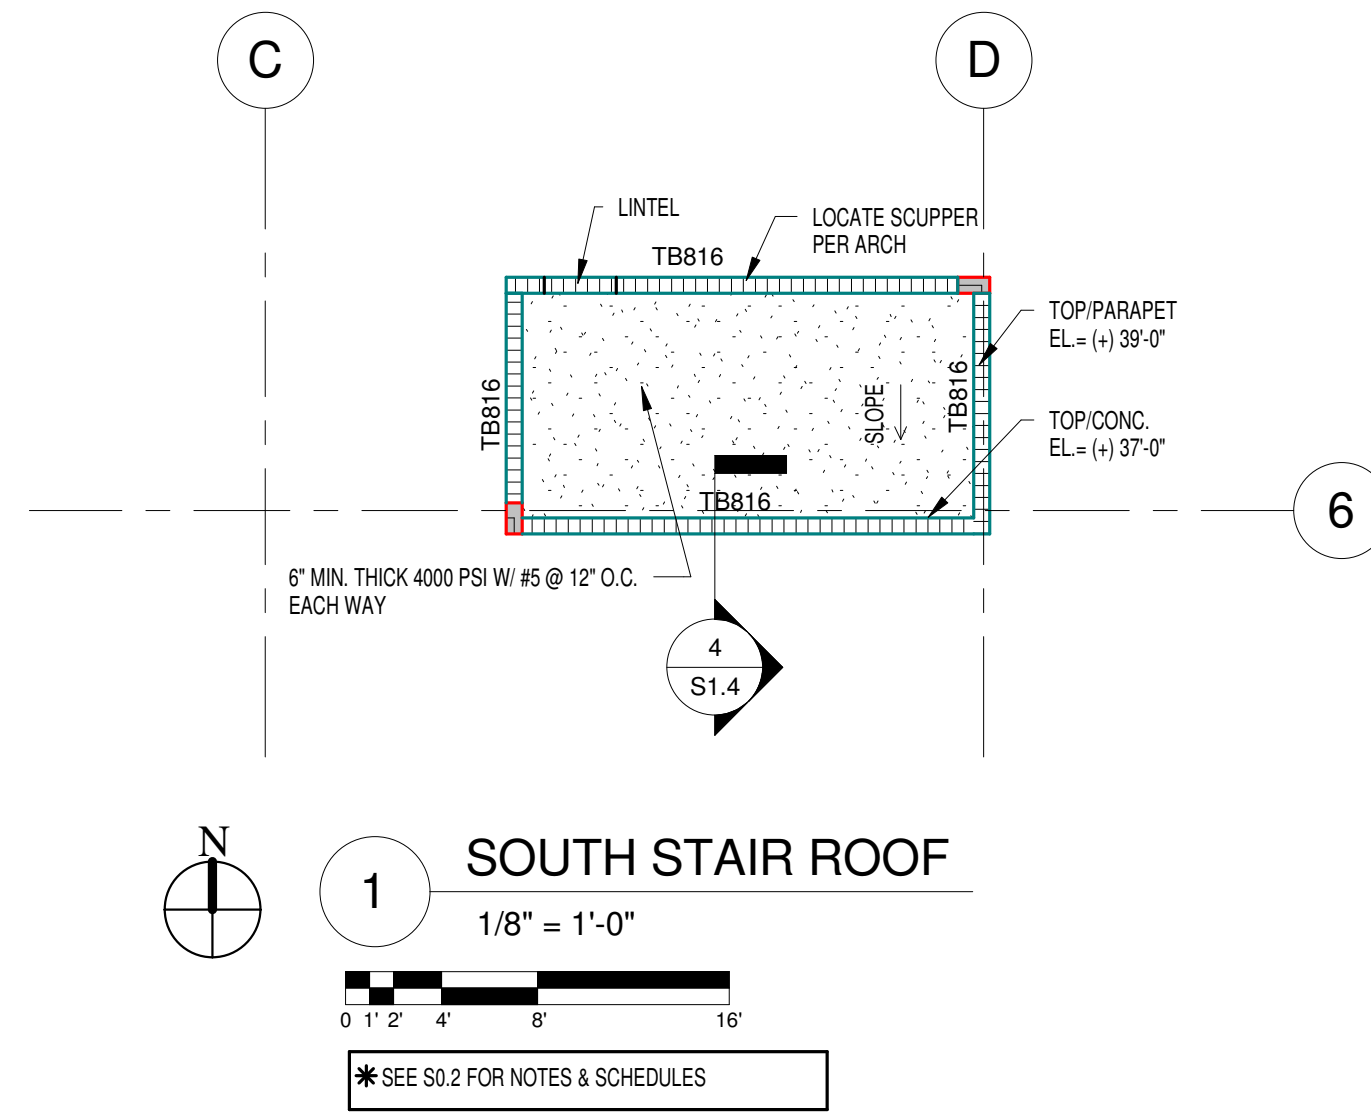 C
D
LINTEL
LOCATE SCUPPER
PER ARCH
TB816
TOP/PARAPET
EL.= (+) 39'-0"
TB816
TB816
SLOPE
TOP/CONC.
EL.= (+) 37'-0"
TB816
6
6" MIN. THICK 4000 PSI W/ #5 @ 12" O.C.
EACH WAY
4
S1.4
N
1
SOUTH STAIR ROOF
1/8" = 1'-0"
0 1' 2' 4' 8' 16'
✱ SEE S0.2 FOR NOTES & SCHEDULES